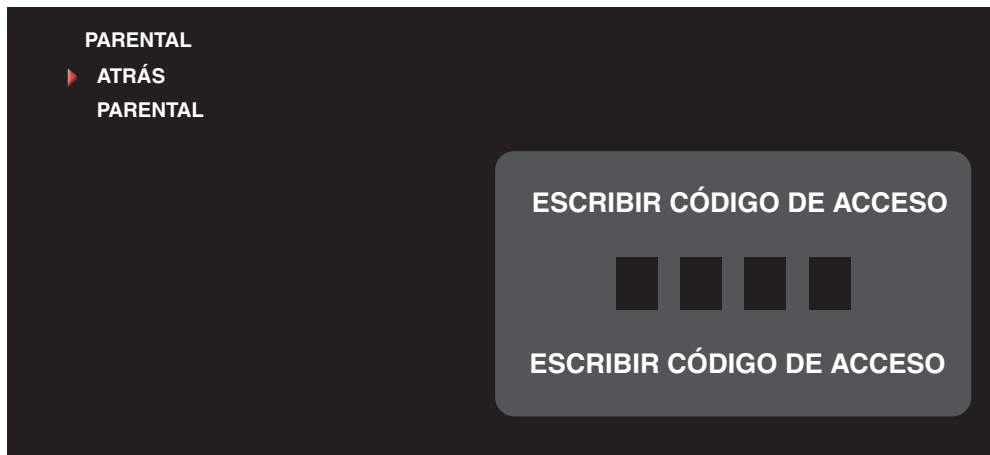 PARENTAL
ATRÁS
PARENTAL
ESCRIBIR CÓDIGO DE ACCESO
ESCRIBIR CÓDIGO DE ACCESO